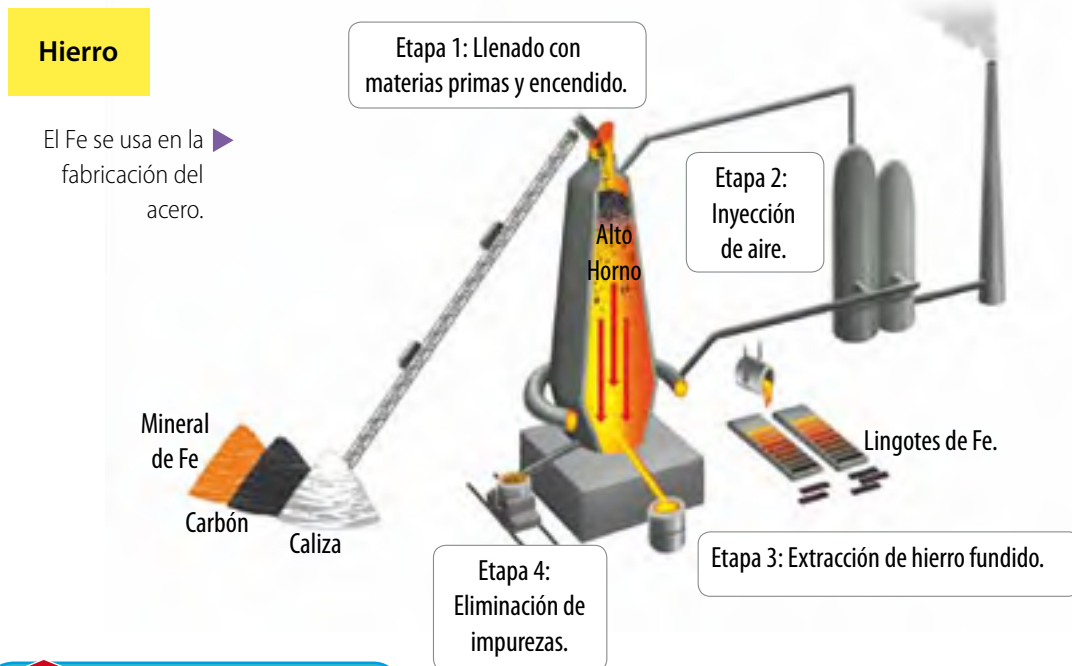 Hierro
El Fe se usa en la
fabricación del
acero.
Etapa 1: Llenado con
materias primas y encendido.
Etapa 2:
Inyección
de aire.
Alto
Horno
Mineral
de Fe
Carbón
Caliza
Lingotes de Fe.
Etapa 3: Extracción de hierro fundido.
Etapa 4:
Eliminación de
impurezas.